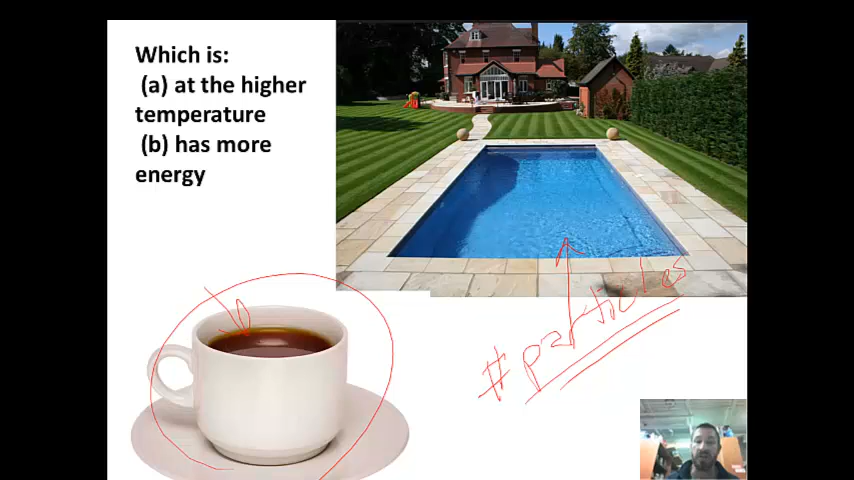 Which is:
(a) at the higher
temperature
(b) has more
energy
# particles